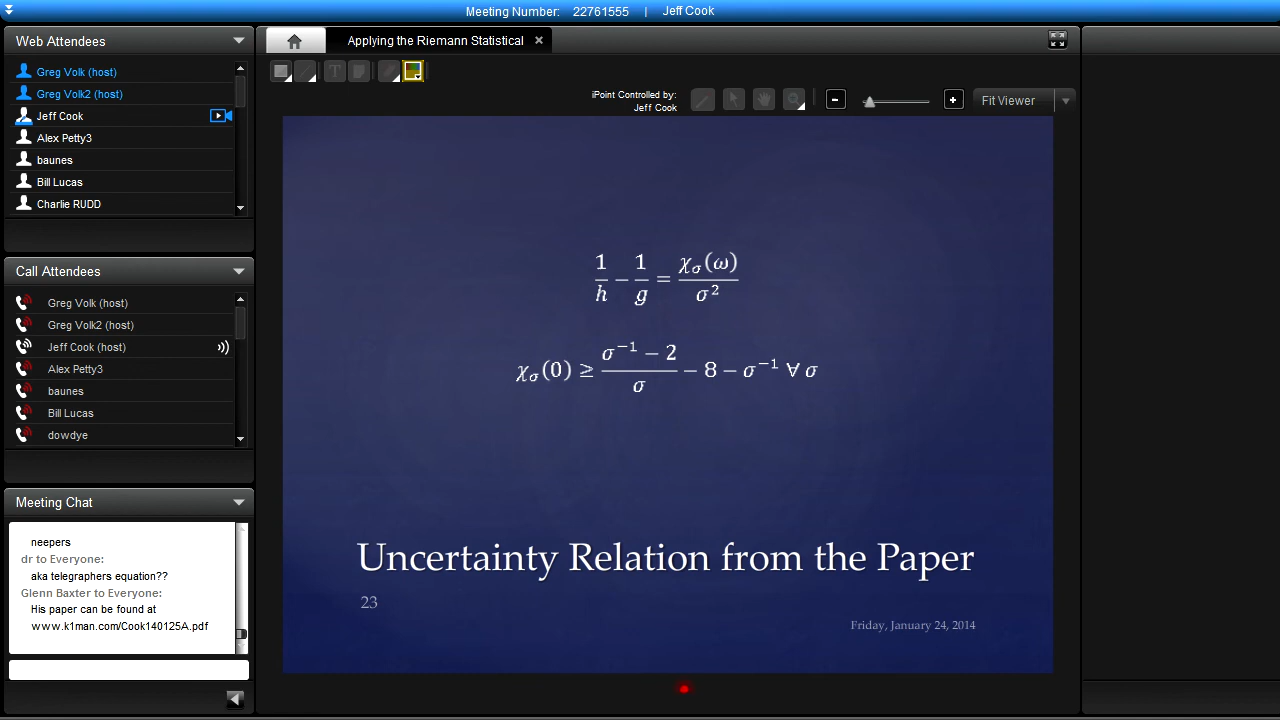 Meeting Number: 22761555 | Jeff Cook
Web Attendees
Greg Volk (host)
Greg Volk2 (host)
Jeff Cook
Alex Petty3
baunes
Bill Lucas
Charlie RUDD
Call Attendees
Greg Volk (host)
Greg Volk2 (host)
Jeff Cook (host)
Alex Petty3
baunes
Bill Lucas
dowdye
Meeting Chat
neepers
dr to Everyone:
aka telegraphers equation??
Glenn Baxter to Everyone:
His paper can be found at
www.k1man.com/Cook140125A.pdf
Applying the Riemann Statistical
T
iPoint Controlled by:
Jeff Cook
Fit Viewer
1/h − 1/g = χσ(ω)/σ²
χσ(0) ≥ (σ⁻¹ − 2)/σ − 8 − σ⁻¹ ∀ σ
Uncertainty Relation from the Paper
23
Friday, January 24, 2014